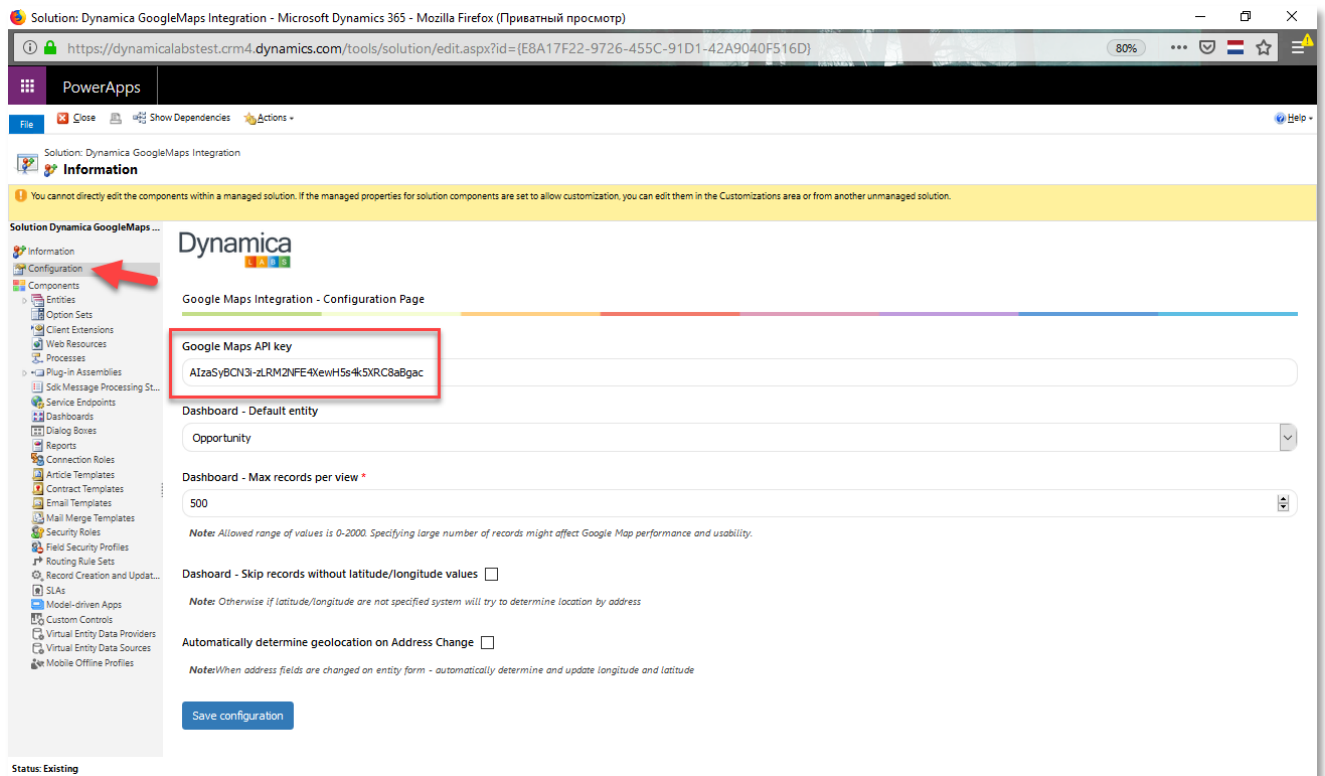 Solution: Dynamica GoogleMaps Integration - Microsoft Dynamics 365 - Mozilla Firefox (Приватный просмотр)
https://dynamicalabstest.crm4.dynamics.com/tools/solution/edit.aspx?id={E8A17F22-9726-455C-91D1-42A9040F516D} 80%
PowerApps
File Close Show Dependencies Actions Help
Solution: Dynamica GoogleMaps Integration
Information
You cannot directly edit the components within a managed solution. If the managed properties for solution components are set to allow customization, you can edit them in the Customizations area or from another unmanaged solution.
Solution Dynamica GoogleMaps ...
Information
Configuration
Components
Entities
Option Sets
Client Extensions
Web Resources
Processes
Plug-in Assemblies
Sdk Message Processing St...
Service Endpoints
Dashboards
Dialog Boxes
Reports
Connection Roles
Article Templates
Contract Templates
Email Templates
Mail Merge Templates
Security Roles
Field Security Profiles
Routing Rule Sets
Record Creation and Updat...
SLAs
Model-driven Apps
Custom Controls
Virtual Entity Data Providers
Virtual Entity Data Sources
Mobile Offline Profiles
Dynamica
LABS
Google Maps Integration - Configuration Page
Google Maps API key
AIzaSyBCN3i-zLRM2NFE4XewH5s4k5XRC8aBgac
Dashboard - Default entity
Opportunity
Dashboard - Max records per view *
500
Note: Allowed range of values is 0-2000. Specifying large number of records might affect Google Map performance and usability.
Dashoard - Skip records without latitude/longitude values
Note: Otherwise if latitude/longitude are not specified system will try to determine location by address
Automatically determine geolocation on Address Change
Note:When address fields are changed on entity form - automatically determine and update longitude and latitude
Save configuration
Status: Existing